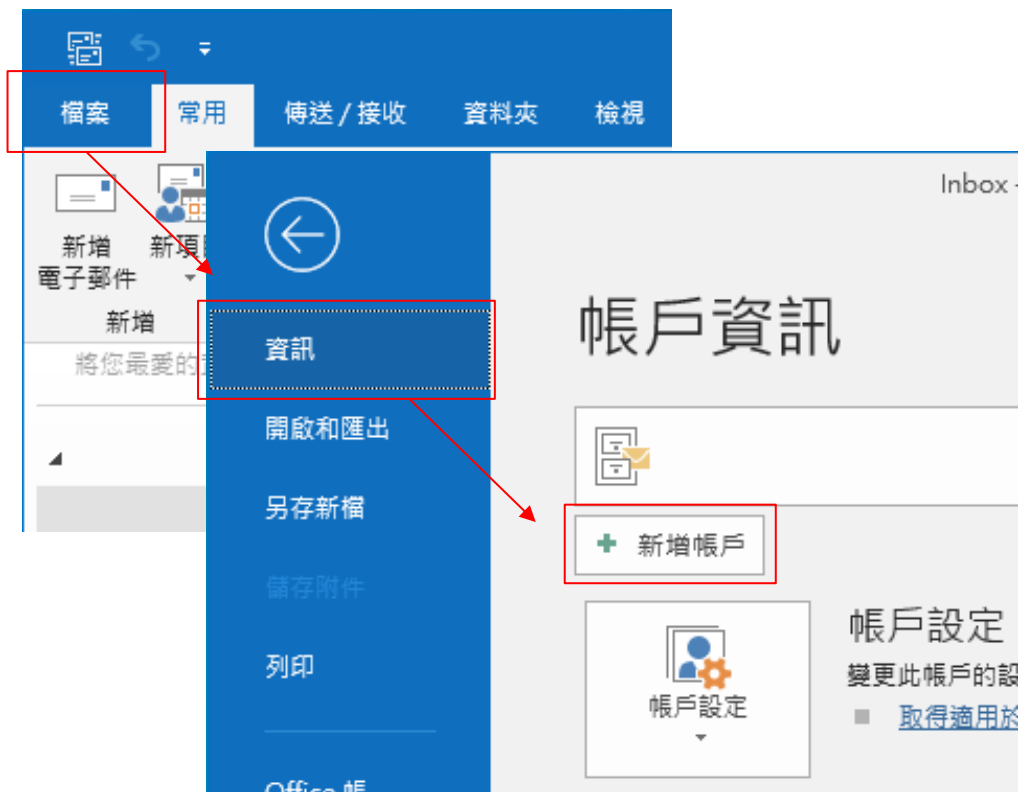 檔案 常用 傳送 / 接收 資料夾 檢視
新增
電子郵件
新項
新增
將您最愛的
Inbox -
資訊
開啟和匯出
另存新檔
儲存附件
列印
Office 帳
帳戶資訊
新增帳戶
帳戶設定
帳戶設定
變更此帳戶的設
取得適用於